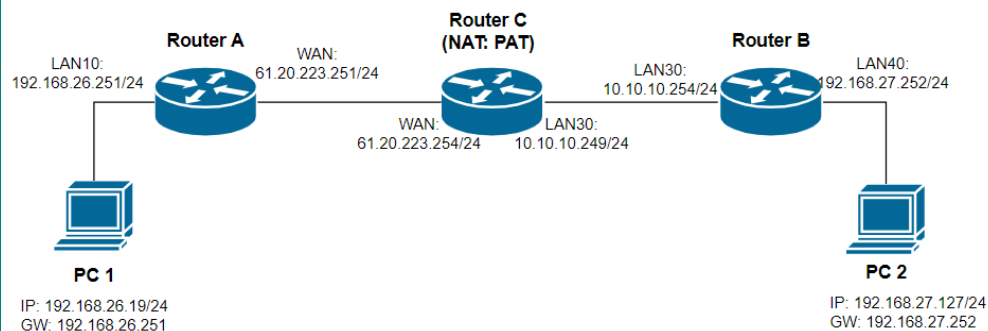 Router A
LAN10:
192.168.26.251/24
WAN:
61.20.223.251/24
Router C
(NAT: PAT)
WAN:
61.20.223.254/24
LAN30:
10.10.10.249/24
Router B
LAN30:
10.10.10.254/24
LAN40:
192.168.27.252/24
PC 1
IP: 192.168.26.19/24
GW: 192.168.26.251
PC 2
IP: 192.168.27.127/24
GW: 192.168.27.252